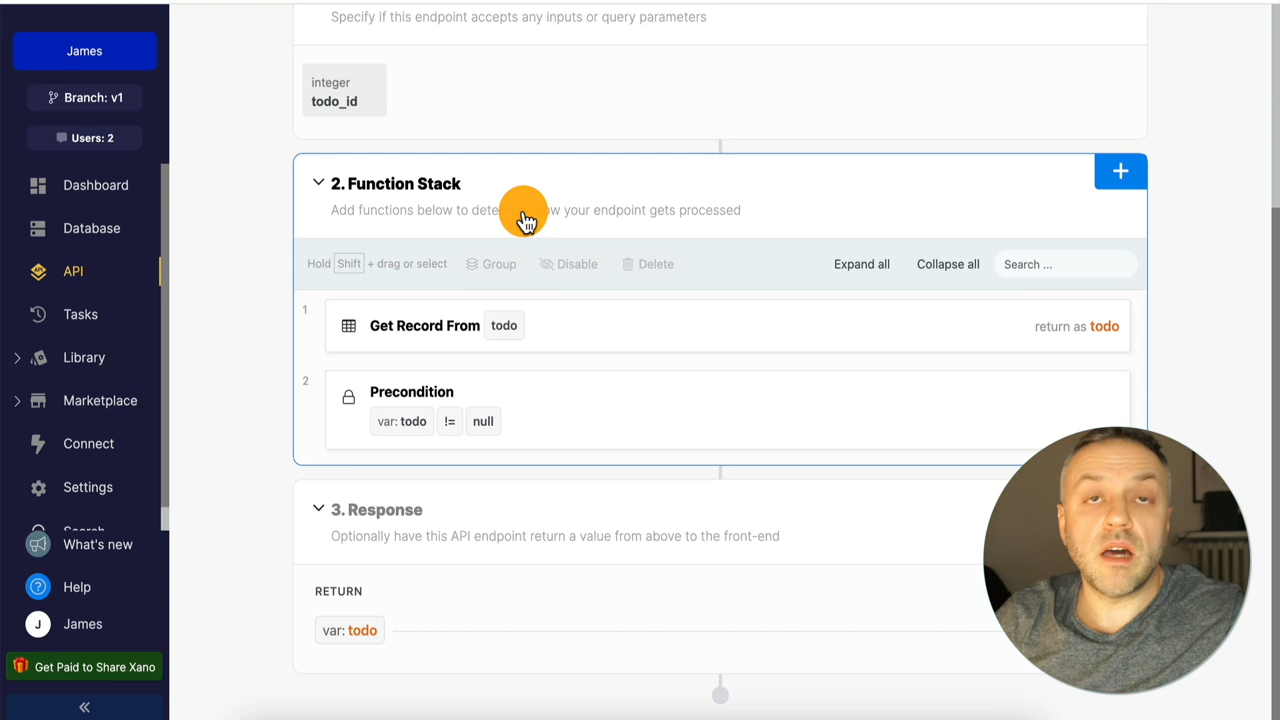 James
Branch: v1
Users: 2
Dashboard
Database
API
Tasks
Library
Marketplace
Connect
Settings
Search
What's new
Help
J James
Get Paid to Share Xano
Specify if this endpoint accepts any inputs or query parameters
integer
todo_id
2. Function Stack
Add functions below to dete ow your endpoint gets processed
Hold Shift + drag or select Group Disable Delete Expand all Collapse all Search ...
1 Get Record From todo return as todo
2 Precondition
var: todo != null
3. Response
Optionally have this API endpoint return a value from above to the front-end
RETURN
var: todo